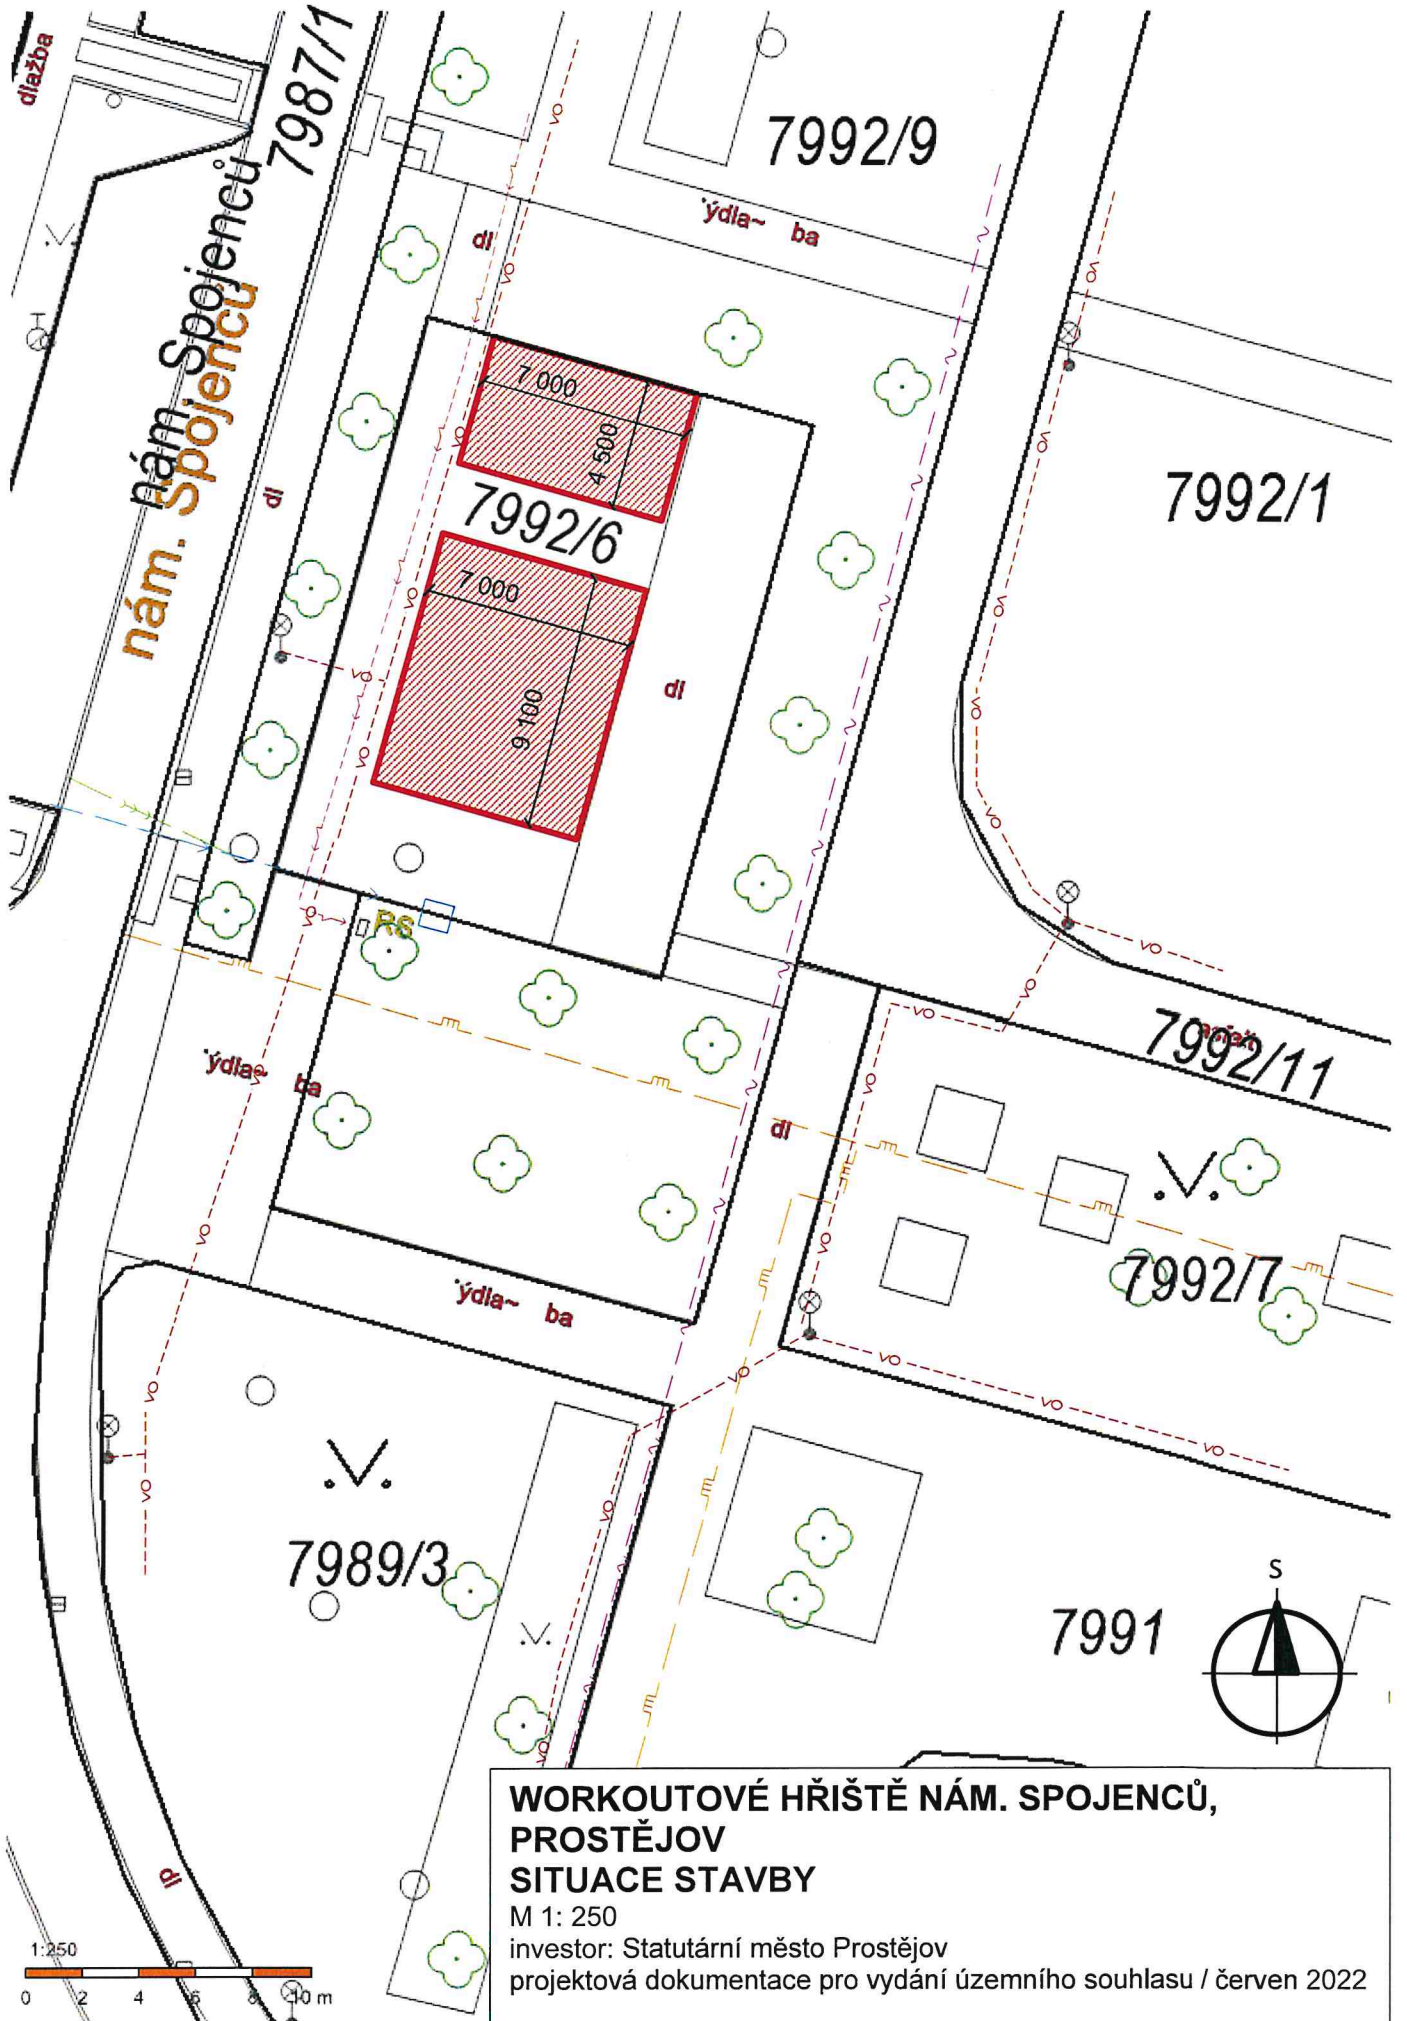 dlažba
7987/1
7992/9
ýdla~ ba
dl
nám. Spojenců
nám. Spojenců
7 000
4 500
7992/1
dl
7992/6
7 000
9 100
dl
vo
RS
ýdla~ ba
7992/11
dl
7992/7
ýdla~ ba
7989/3
7991
S
WORKOUTOVÉ HŘIŠTĚ NÁM. SPOJENCŮ,
PROSTĚJOV
SITUACE STAVBY
M 1: 250
investor: Statutární město Prostějov
projektová dokumentace pro vydání územního souhlasu / červen 2022
dl
1:250
0 2 4 6 8 10 m